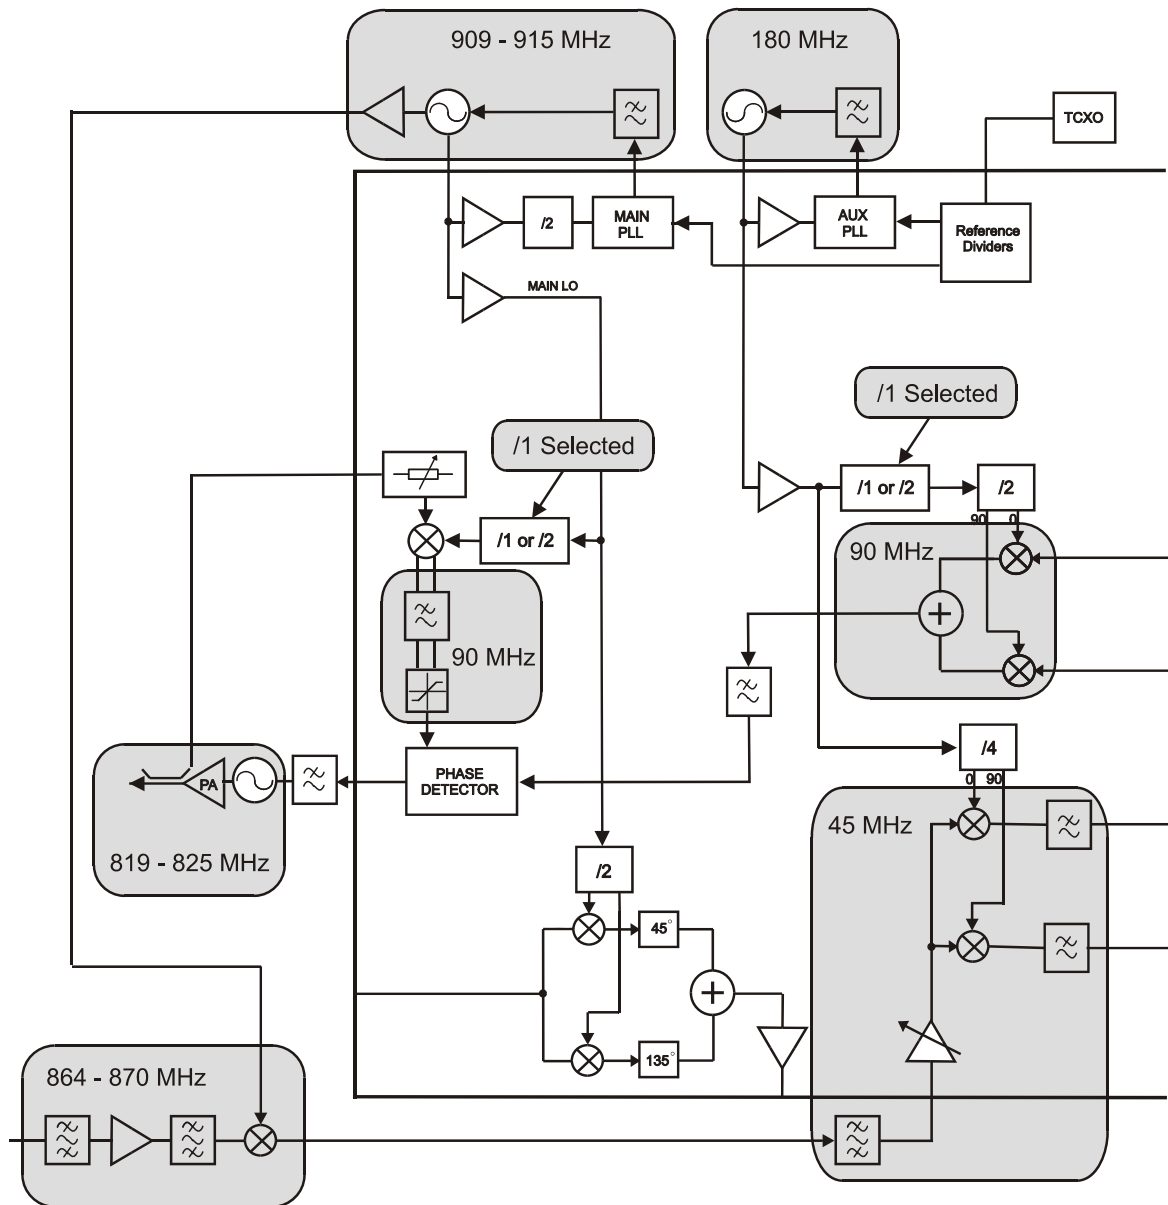 909 - 915 MHz
180 MHz
TCXO
/2
MAIN
PLL
AUX
PLL
Reference
Dividers
MAIN LO
/1 Selected
/1 Selected
/1 or /2
/2
90 0
/1 or /2
90 MHz
90 MHz
/4
0 90
PHASE
DETECTOR
PA
819 - 825 MHz
45 MHz
/2
45°
135°
864 - 870 MHz